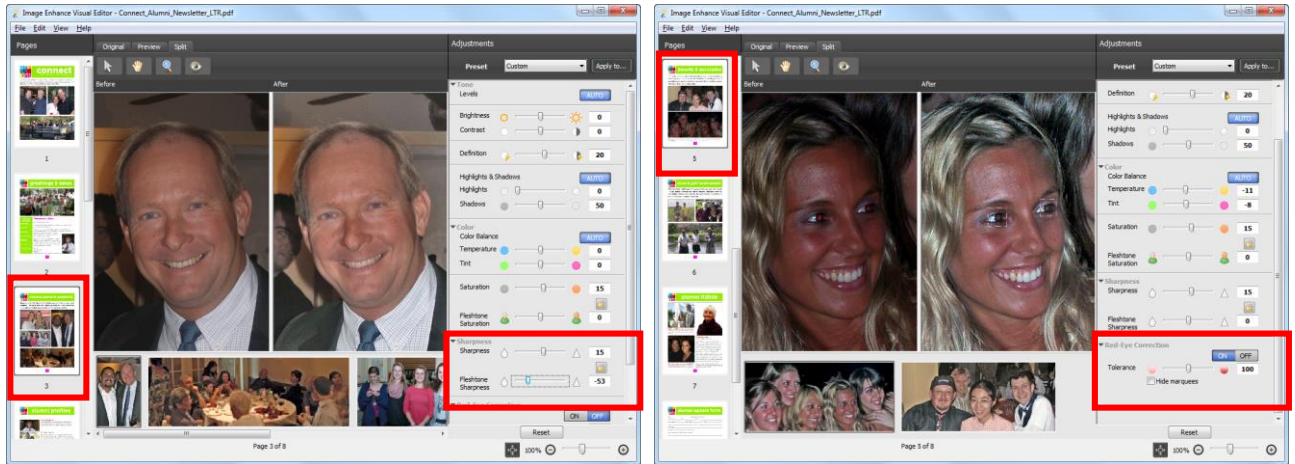 Image Enhance Visual Editor - Connect_Alumni_Newsletter_LTR.pdf
File Edit View Help
Pages
Original Preview Split
Adjustments
Preset Custom Apply to...
Before After
connect
1
greetings & news
2
3
alumni profiles
Tone
Levels AUTO
Brightness 0
Contrast 0
Definition 20
Highlights & Shadows AUTO
Highlights 0
Shadows 50
Color
Color Balance AUTO
Temperature 0
Tint 0
Saturation 15
Fleshtone
Saturation 0
Sharpness
Sharpness 15
Fleshtone
Sharpness -53
ON OFF
Reset
Page 3 of 8
100%
Image Enhance Visual Editor - Connect_Alumni_Newsletter_LTR.pdf
File Edit View Help
Pages
Original Preview Split
Adjustments
Preset Custom Apply to...
Before After
5
6
7
alumni update form
Definition 20
Highlights & Shadows AUTO
Highlights 0
Shadows 50
Color
Color Balance AUTO
Temperature -11
Tint -8
Saturation 15
Fleshtone
Saturation 0
Sharpness
Sharpness 15
Fleshtone
Sharpness 0
Red-Eye Correction
ON OFF
Tolerance 100
Hide marquees
Reset
Page 5 of 8
100%